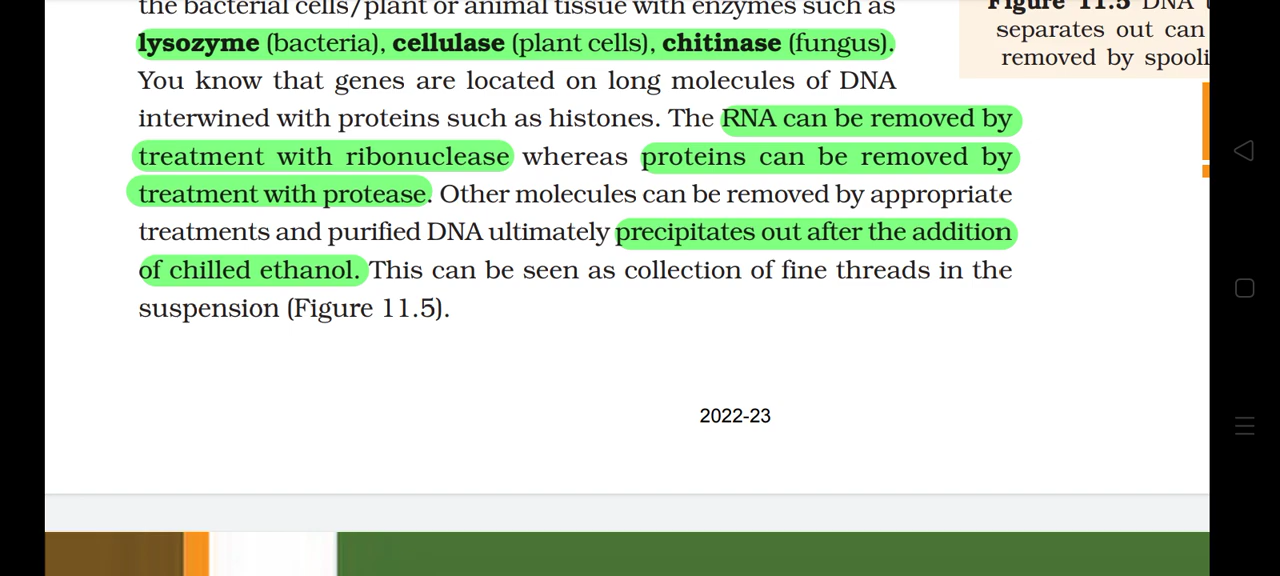 the bacterial cells/plant or animal tissue with enzymes such as
lysozyme (bacteria), cellulase (plant cells), chitinase (fungus).
You know that genes are located on long molecules of DNA
interwined with proteins such as histones. The RNA can be removed by
treatment with ribonuclease whereas proteins can be removed by
treatment with protease. Other molecules can be removed by appropriate
treatments and purified DNA ultimately precipitates out after the addition
of chilled ethanol. This can be seen as collection of fine threads in the
suspension (Figure 11.5).
Figure 11.5 DNA
separates out can
removed by
2022-23